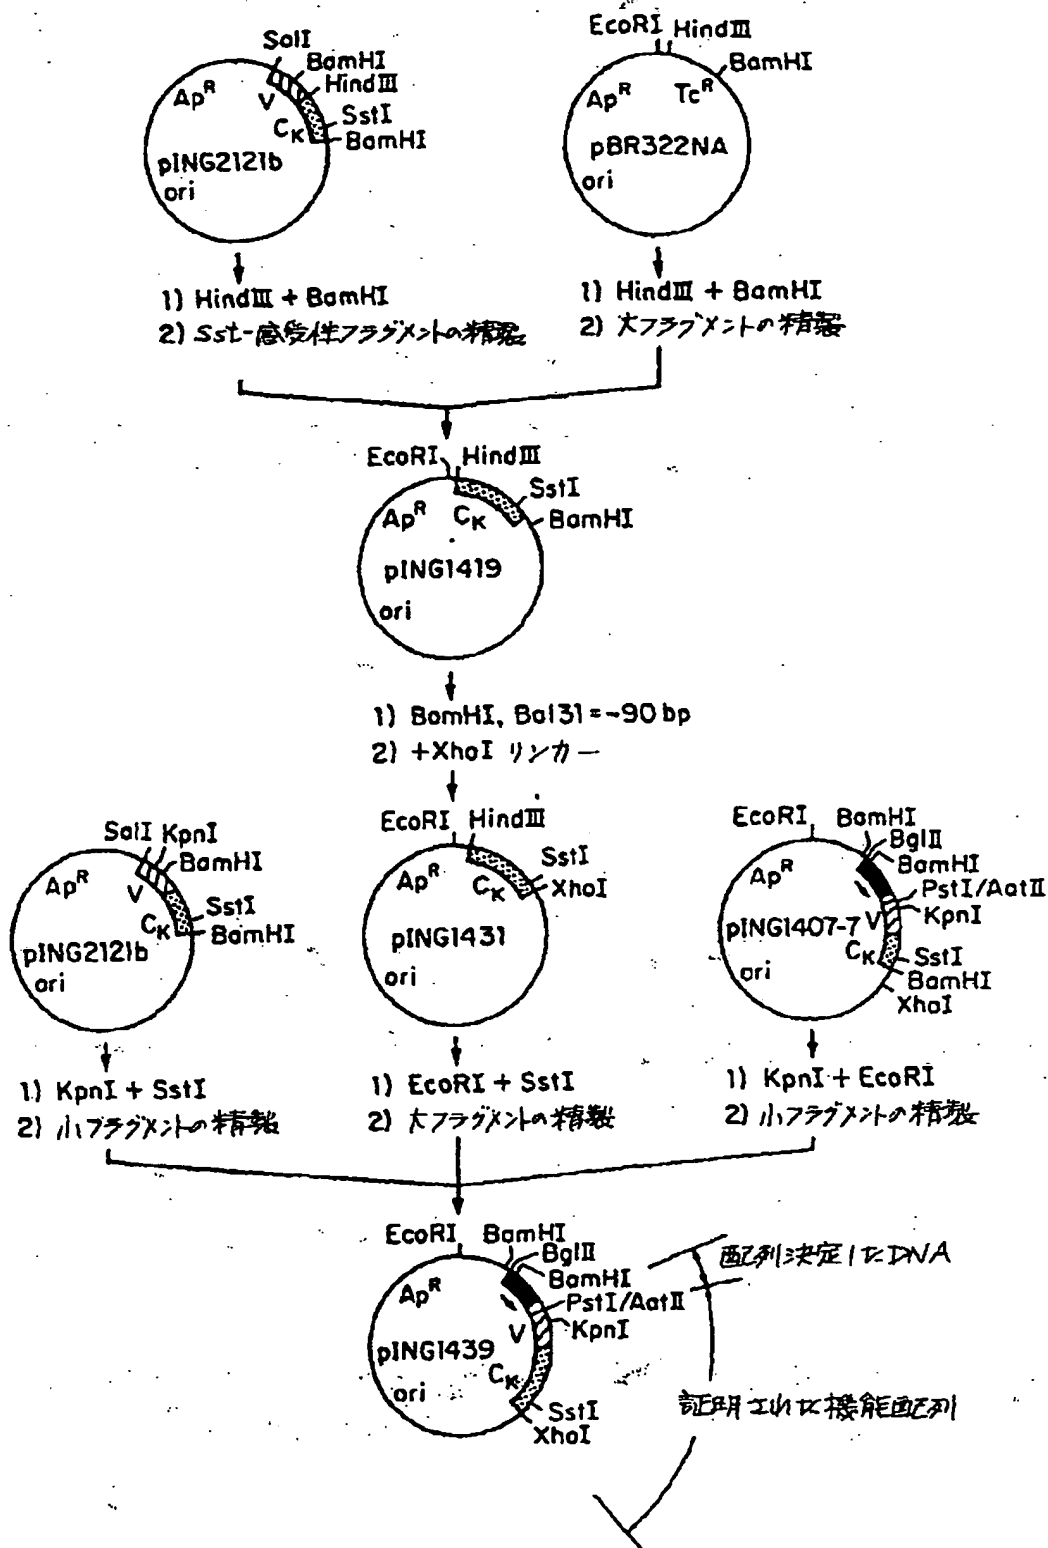 SalI
BamHI
HindIII
SstI
BamHI
Ap^R
V
C_K
pING2121b
ori
EcoRI HindIII
BamHI
Ap^R Tc^R
pBR322NA
ori
1) HindIII + BamHI
2) Sst-感受性フラグメントの精製
1) HindIII + BamHI
2) 大フラグメントの精製
EcoRI HindIII
SstI
BamHI
Ap^R C_K
pING1419
ori
1) BamHI, Bal31=~90bp
2) +XhoI リンカー
SalI KpnI
BamHI
SstI
BamHI
Ap^R
V
C_K
pING2121b
ori
EcoRI HindIII
SstI
XhoI
Ap^R C_K
pING1431
ori
EcoRI BamHI
BglII
BamHI
PstI/AatII
KpnI
SstI
BamHI
XhoI
Ap^R
pING1407-7 V
C_K
ori
1) KpnI + SstI
2) 小フラグメントの精製
1) EcoRI + SstI
2) 大フラグメントの精製
1) KpnI + EcoRI
2) 小フラグメントの精製
EcoRI BamHI
BglII
BamHI
PstI/AatII
KpnI
SstI
XhoI
Ap^R
V
pING1439
C_K
ori
配列決定したDNA
証明された機能配列